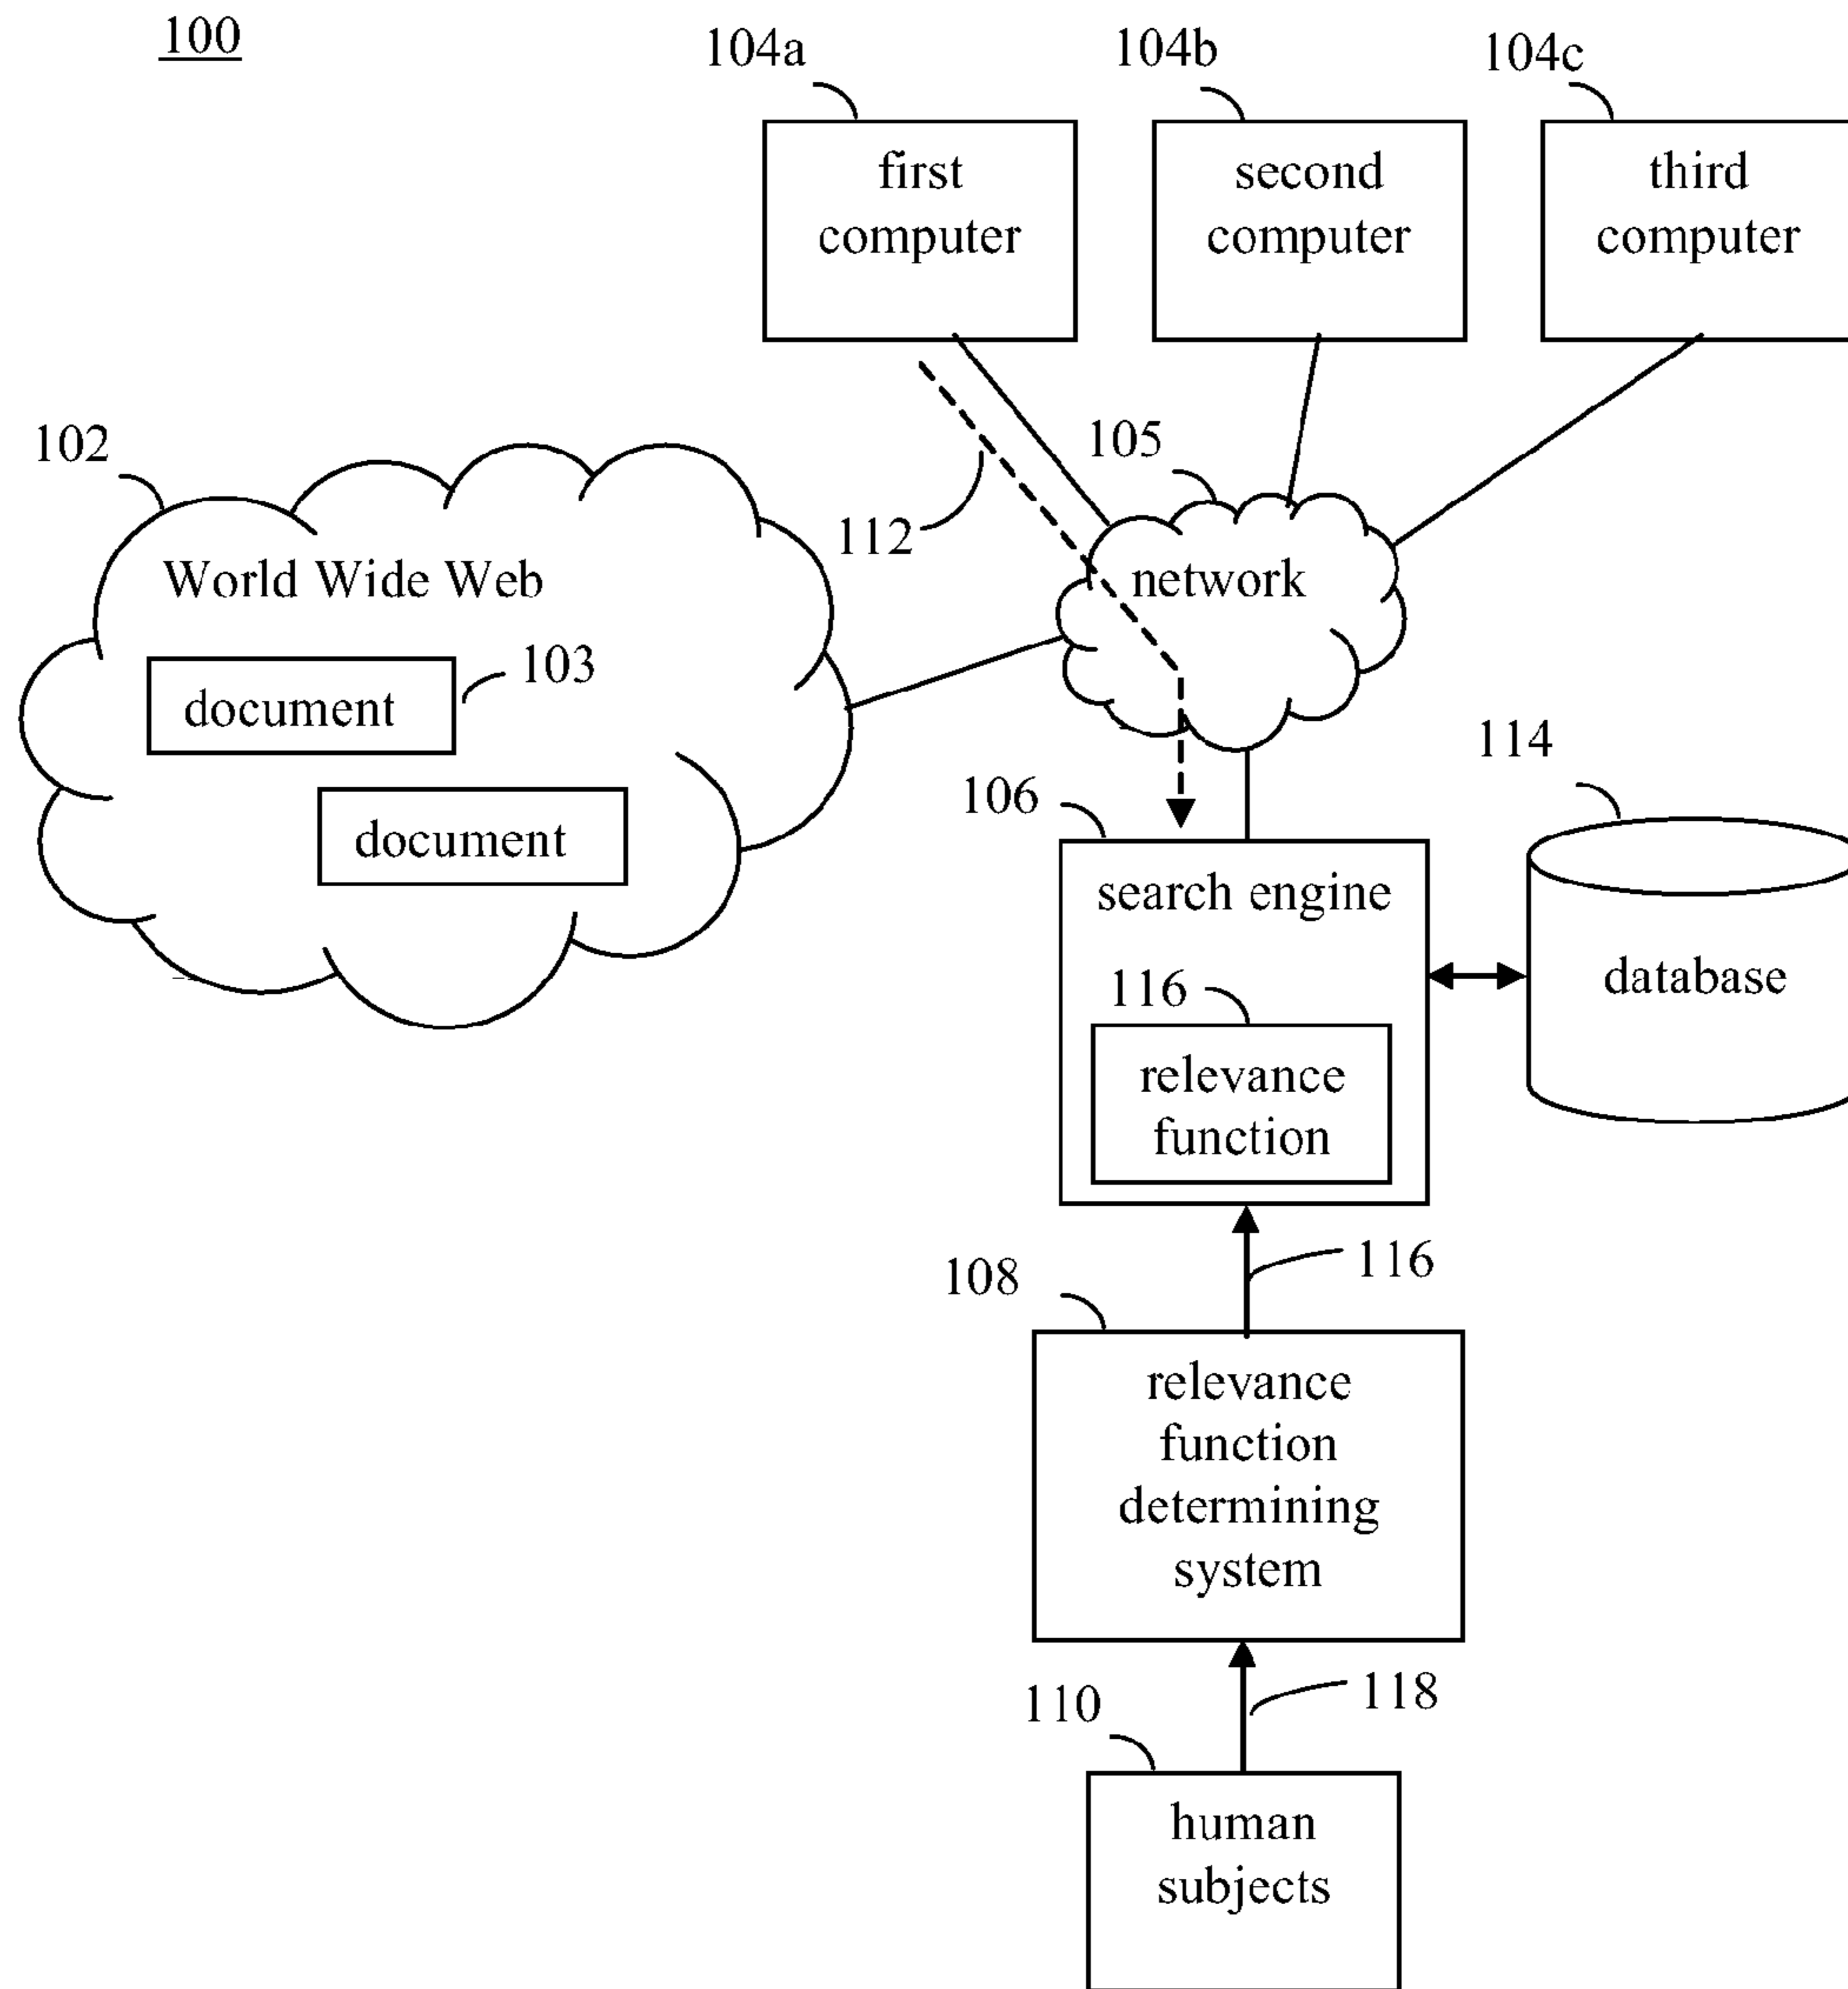 100
104a
104b
104c
first
computer
second
computer
third
computer
102
105
112
World Wide Web
network
103
document
document
114
106
search engine
database
116
relevance
function
116
108
relevance
function
determining
system
118
110
human
subjects